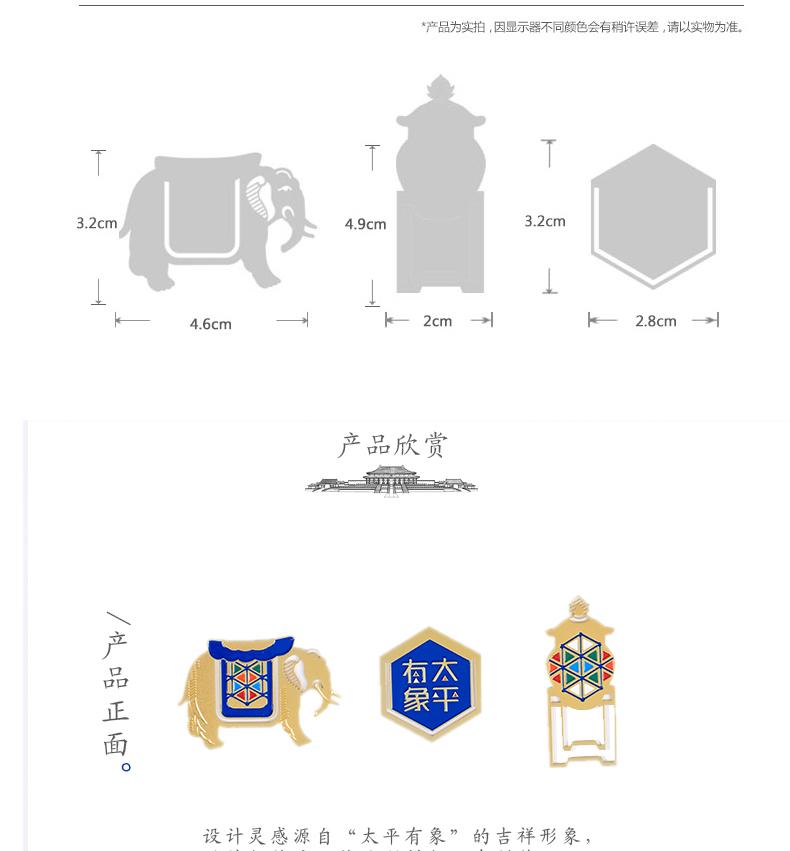 *产品为实拍，因显示器不同颜色会有稍许误差，请以实物为准。
3.2cm
4.6cm
4.9cm
2cm
3.2cm
2.8cm
产品欣赏
产品正面。
太平
有象
设计灵感源自“太平有象”的吉祥形象，